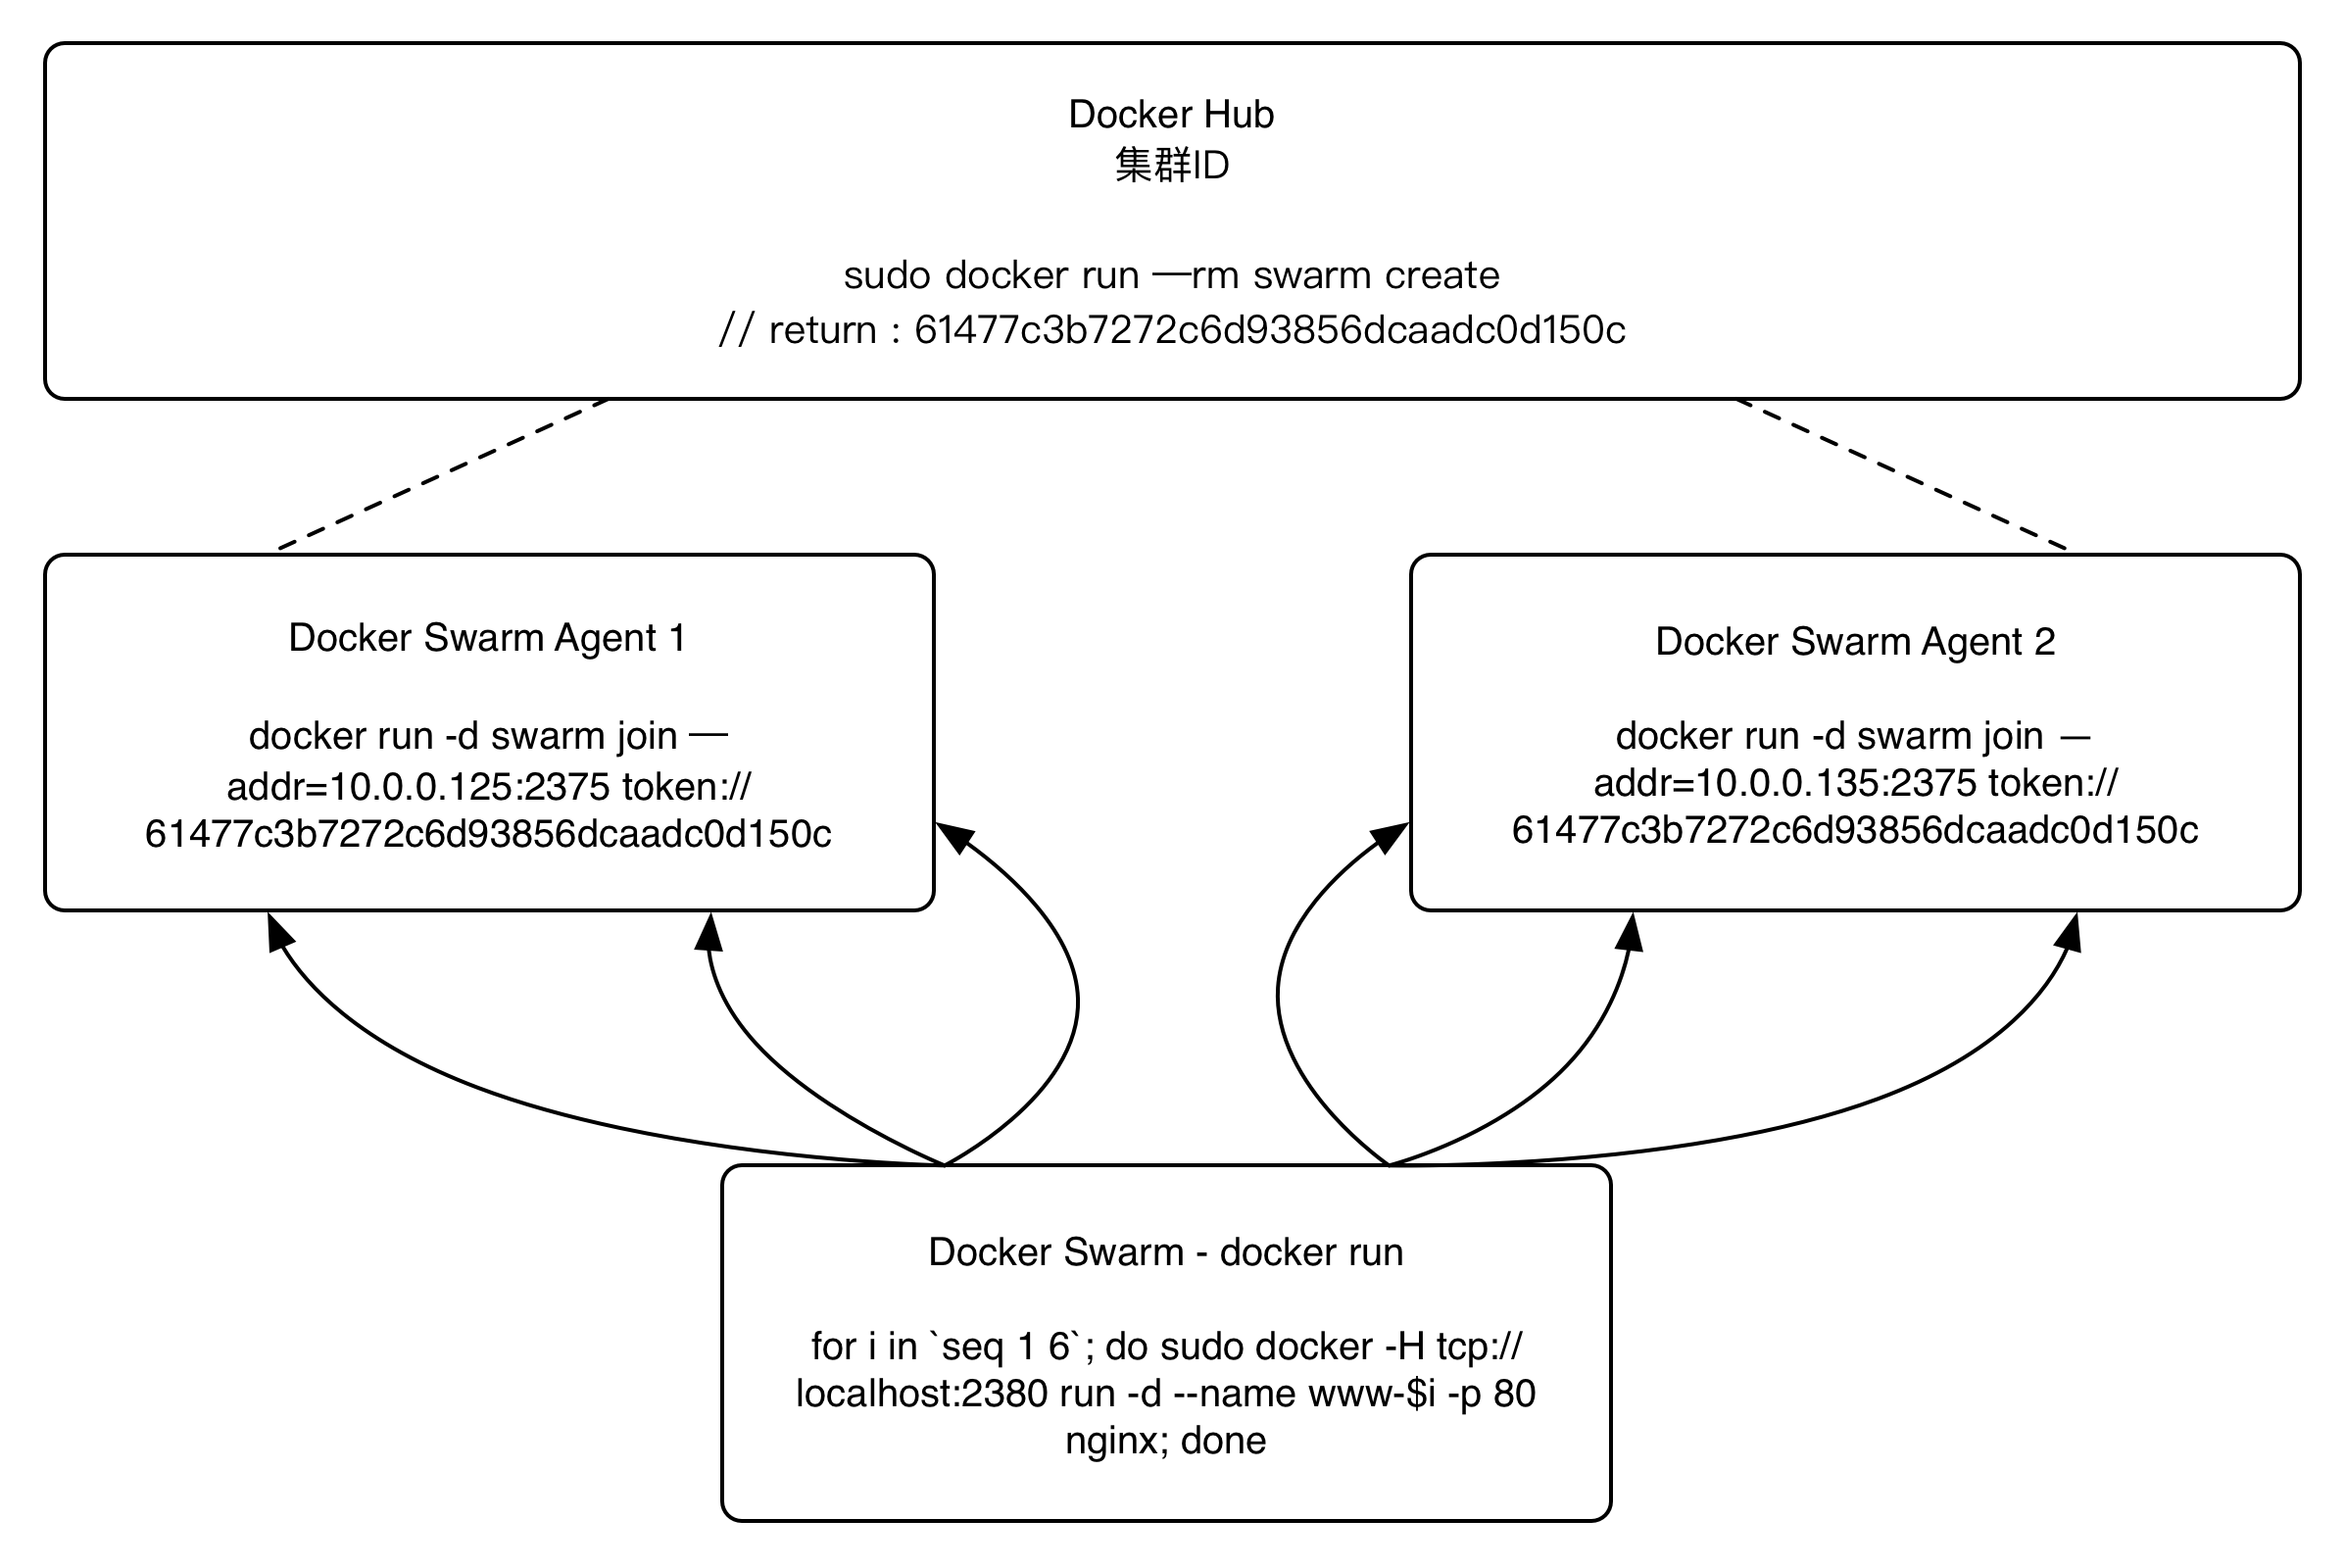 Docker Hub
集群ID
sudo docker run —rm swarm create
// return : 61477c3b7272c6d93856dcaadc0d150c
Docker Swarm Agent 1
docker run -d swarm join —
addr=10.0.0.125:2375 token://
61477c3b7272c6d93856dcaadc0d150c
Docker Swarm Agent 2
docker run -d swarm join —
addr=10.0.0.135:2375 token://
61477c3b7272c6d93856dcaadc0d150c
Docker Swarm - docker run
for i in `seq 1 6`; do sudo docker -H tcp://
localhost:2380 run -d --name www-$i -p 80
nginx; done